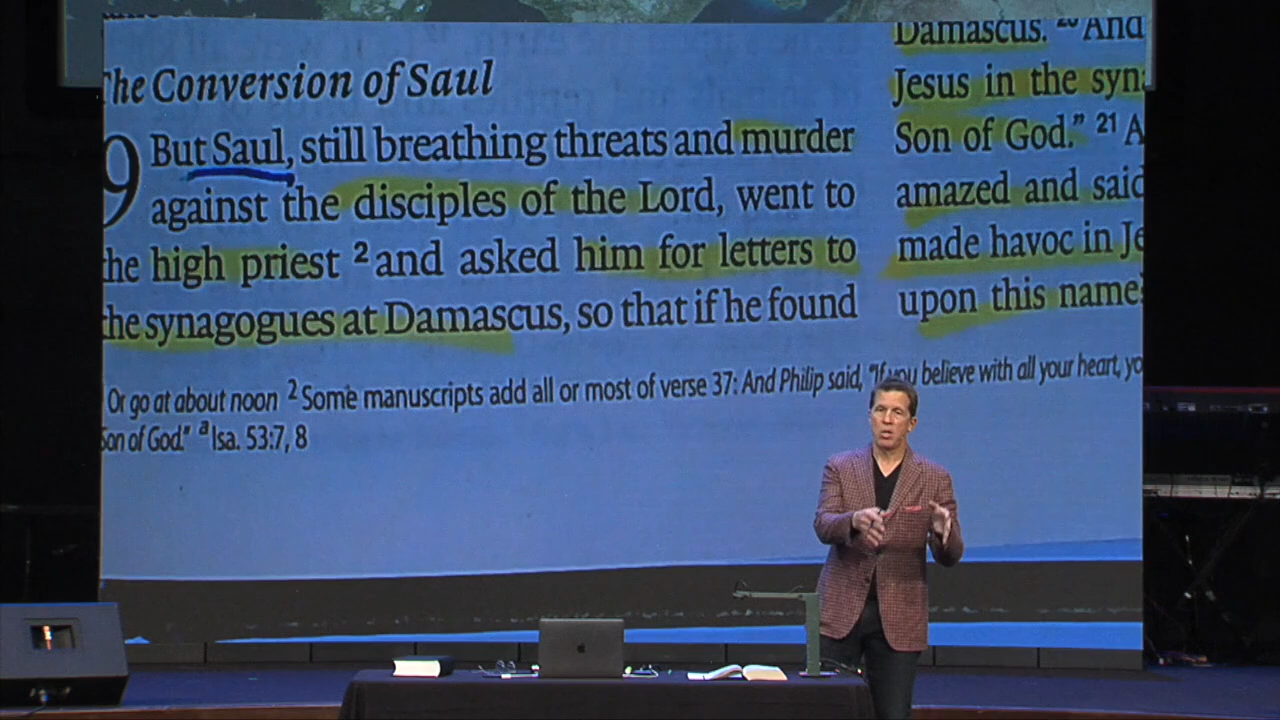 The Conversion of Saul
9 But Saul, still breathing threats and murder
against the disciples of the Lord, went to
the high priest 2 and asked him for letters to
the synagogues at Damascus, so that if he found
Or go at about noon 2 Some manuscripts add all or most of verse 37: And Philip said, "If you believe with all your heart, yo
Son of God." a Isa. 53:7, 8
Damascus. 20 And
Jesus in the syn
Son of God." 21 A
amazed and said
made havoc in Je
upon this name